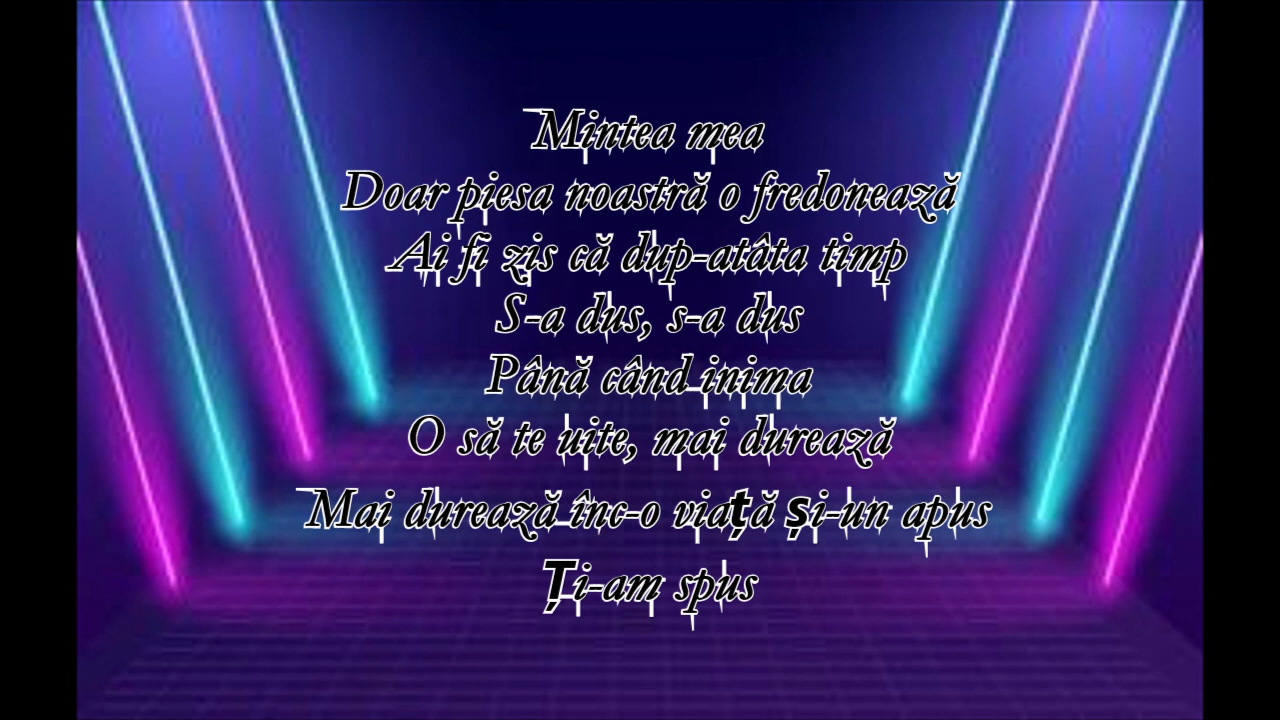 Mintea mea
Doar piesa noastră o fredonează
Ai fi zis că dup-atâta timp
S-a dus, s-a dus
Până când inima
O să te uite, mai durează
Mai durează înc-o viață și-un apus
Ți-am spus